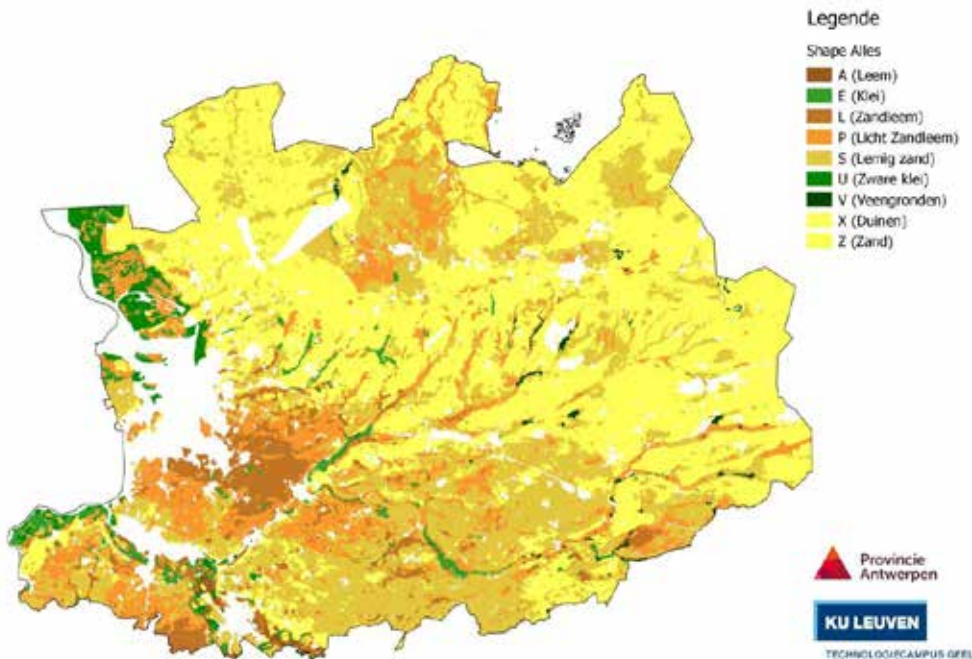 Legende
Shape Alles
A (Leem)
E (Klei)
L (Zandleem)
P (Licht Zandleem)
S (Lemig zand)
U (Zware klei)
V (Veengronden)
X (Duinen)
Z (Zand)
Provincie
Antwerpen
KU LEUVEN
TECHNOLOGIECAMPUS GEEL